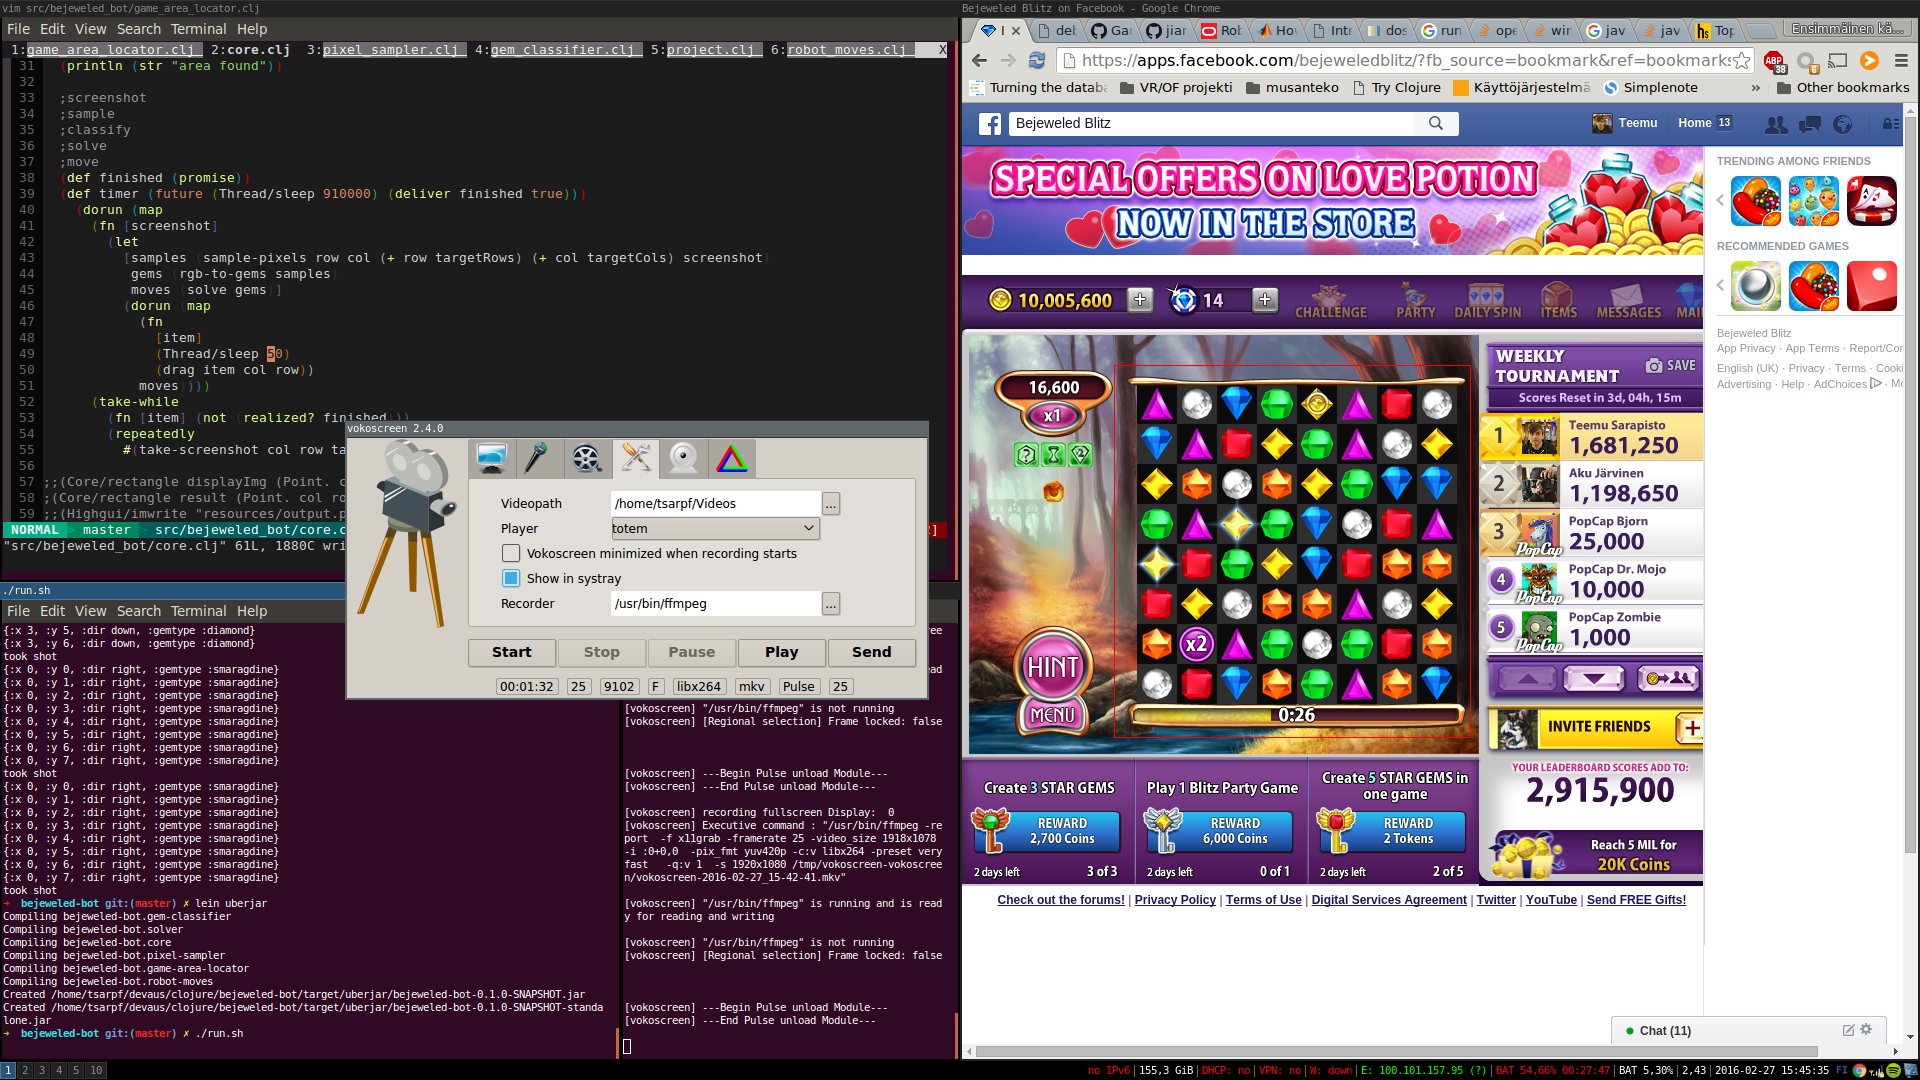 vim src/bejeweled_bot/game_area_locator.clj
File Edit View Search Terminal Help
1:game_area_locator.clj 2:core.clj 3:pixel_sampler.clj 4:gem_classifier.clj 5:project.clj 6:robot_moves.clj X
31 (println (str "area found"))
32
33 ;screenshot
34 ;sample
35 ;classify
36 ;solve
37 ;move
38 (def finished (promise))
39 (def timer (future (Thread/sleep 910000) (deliver finished true)))
40 (dorun (map
41 (fn [screenshot]
42 (let
43 [samples (sample-pixels row col (+ row targetRows) (+ col targetCols) screenshot)
44 gems (rgb-to-gems samples)
45 moves (solve gems)]
46 (dorun (map
47 (fn
48 [item]
49 (Thread/sleep 50)
50 (drag item col row))
51 moves))))
52 (take-while
53 (fn [item] (not (realized? finished)))
54 (repeatedly
55 #(take-screenshot col row ta
56
57 ;;(Core/rectangle displayImg (Point. c
58 ;;(Core/rectangle result (Point. col ro
59 ;;(Highgui/imwrite "resources/output.p
NORMAL > master > src/bejeweled_bot/core.c
"src/bejeweled_bot/core.clj" 61L, 1880C wri
./run.sh
File Edit View Search Terminal Help
{:x 3, :y 5, :dir down, :gemtype :diamond}
{:x 3, :y 6, :dir down, :gemtype :diamond}
took shot
{:x 0, :y 0, :dir right, :gemtype :smaragdine}
{:x 0, :y 1, :dir right, :gemtype :smaragdine}
{:x 0, :y 2, :dir right, :gemtype :smaragdine}
{:x 0, :y 3, :dir right, :gemtype :smaragdine}
{:x 0, :y 4, :dir right, :gemtype :smaragdine}
{:x 0, :y 5, :dir right, :gemtype :smaragdine}
{:x 0, :y 6, :dir right, :gemtype :smaragdine}
{:x 0, :y 7, :dir right, :gemtype :smaragdine}
took shot
{:x 0, :y 0, :dir right, :gemtype :smaragdine}
{:x 0, :y 1, :dir right, :gemtype :smaragdine}
{:x 0, :y 2, :dir right, :gemtype :smaragdine}
{:x 0, :y 3, :dir right, :gemtype :smaragdine}
{:x 0, :y 4, :dir right, :gemtype :smaragdine}
{:x 0, :y 5, :dir right, :gemtype :smaragdine}
{:x 0, :y 6, :dir right, :gemtype :smaragdine}
{:x 0, :y 7, :dir right, :gemtype :smaragdine}
took shot
➜ bejeweled-bot git:(master) ✗ lein uberjar
Compiling bejeweled-bot.gem-classifier
Compiling bejeweled-bot.solver
Compiling bejeweled-bot.core
Compiling bejeweled-bot.pixel-sampler
Compiling bejeweled-bot.game-area-locator
Compiling bejeweled-bot.robot-moves
Created /home/tsarpf/devaus/clojure/bejeweled-bot/target/uberjar/bejeweled-bot-0.1.0-SNAPSHOT.jar
Created /home/tsarpf/devaus/clojure/bejeweled-bot/target/uberjar/bejeweled-bot-0.1.0-SNAPSHOT-standa
lone.jar
➜ bejeweled-bot git:(master) ✗ ./run.sh
vokoscreen 2.4.0
Videopath /home/tsarpf/Videos ...
Player totem
Vokoscreen minimized when recording starts
Show in systray
Recorder /usr/bin/ffmpeg ...
Start Stop Pause Play Send
00:01:32 25 9102 F libx264 mkv Pulse 25
[vokoscreen] "/usr/bin/ffmpeg" is not running
[vokoscreen] [Regional selection] Frame locked: false
[vokoscreen] ---Begin Pulse unload Module---
[vokoscreen] ---End Pulse unload Module---
[vokoscreen] recording fullscreen Display: 0
[vokoscreen] Executive command : "/usr/bin/ffmpeg -re
port -f x11grab -framerate 25 -video_size 1918x1078
-i :0+0,0 -pix_fmt yuv420p -c:v libx264 -preset very
fast -q:v 1 -s 1920x1080 /tmp/vokoscreen-vokoscree
n/vokoscreen-2016-02-27_15-42-41.mkv"
[vokoscreen] "/usr/bin/ffmpeg" is running and is read
y for reading and writing
[vokoscreen] "/usr/bin/ffmpeg" is not running
[vokoscreen] [Regional selection] Frame locked: false
[vokoscreen] ---Begin Pulse unload Module---
[vokoscreen] ---End Pulse unload Module---
Bejeweled Blitz on Facebook - Google Chrome
del Ga jian Rob Ho Intr dos run ope wir jav jav Top Ensimmäinen kä...
https://apps.facebook.com/bejeweledblitz/?fb_source=bookmark&ref=bookmarks
ABP 38 6
Turning the databa VR/OF projekti musanteko Try Clojure Käyttöjärjestelmä Simplenote » Other bookmarks
Bejeweled Blitz Teemu Home 13
SPECIAL OFFERS ON LOVE POTION
NOW IN THE STORE
TRENDING AMONG FRIENDS
RECOMMENDED GAMES
Bejeweled Blitz
App Privacy · App Terms · Report/Cor
English (UK) · Privacy · Terms · Cooki
Advertising · Help · AdChoices · Mo
10,005,600 + 14 + CHALLENGE PARTY DAILY SPIN ITEMS MESSAGES MAI
16,600
x1
x2
HINT
MENU
0:26
WEEKLY TOURNAMENT SAVE
Scores Reset in 3d, 04h, 15m
1 Teemu Sarapisto
1,681,250
2 Aku Järvinen
1,198,650
3 PopCap Bjorn
25,000
PopCap
4 PopCap Dr. Mojo
10,000
PopCap
5 PopCap Zombie
1,000
PopCap
INVITE FRIENDS +
YOUR LEADERBOARD SCORES ADD TO:
2,915,900
Reach 5 MIL for
20K Coins
Create 3 STAR GEMS
REWARD
2,700 Coins
2 days left 3 of 3
Play 1 Blitz Party Game
REWARD
6,000 Coins
2 days left 0 of 1
Create 5 STAR GEMS in
one game
REWARD
2 Tokens
2 days left 2 of 5
Check out the forums! | Privacy Policy | Terms of Use | Digital Services Agreement | Twitter | YouTube | Send FREE Gifts!
Chat (11)
1 2 3 4 5 10
no IPv6 | 155,3 GiB | DHCP: no | VPN: no | W: down | E: 100.101.157.95 (?) | BAT 54,66% 00:27:47 | BAT 5,30% | 2,43 | 2016-02-27 15:45:35 FI